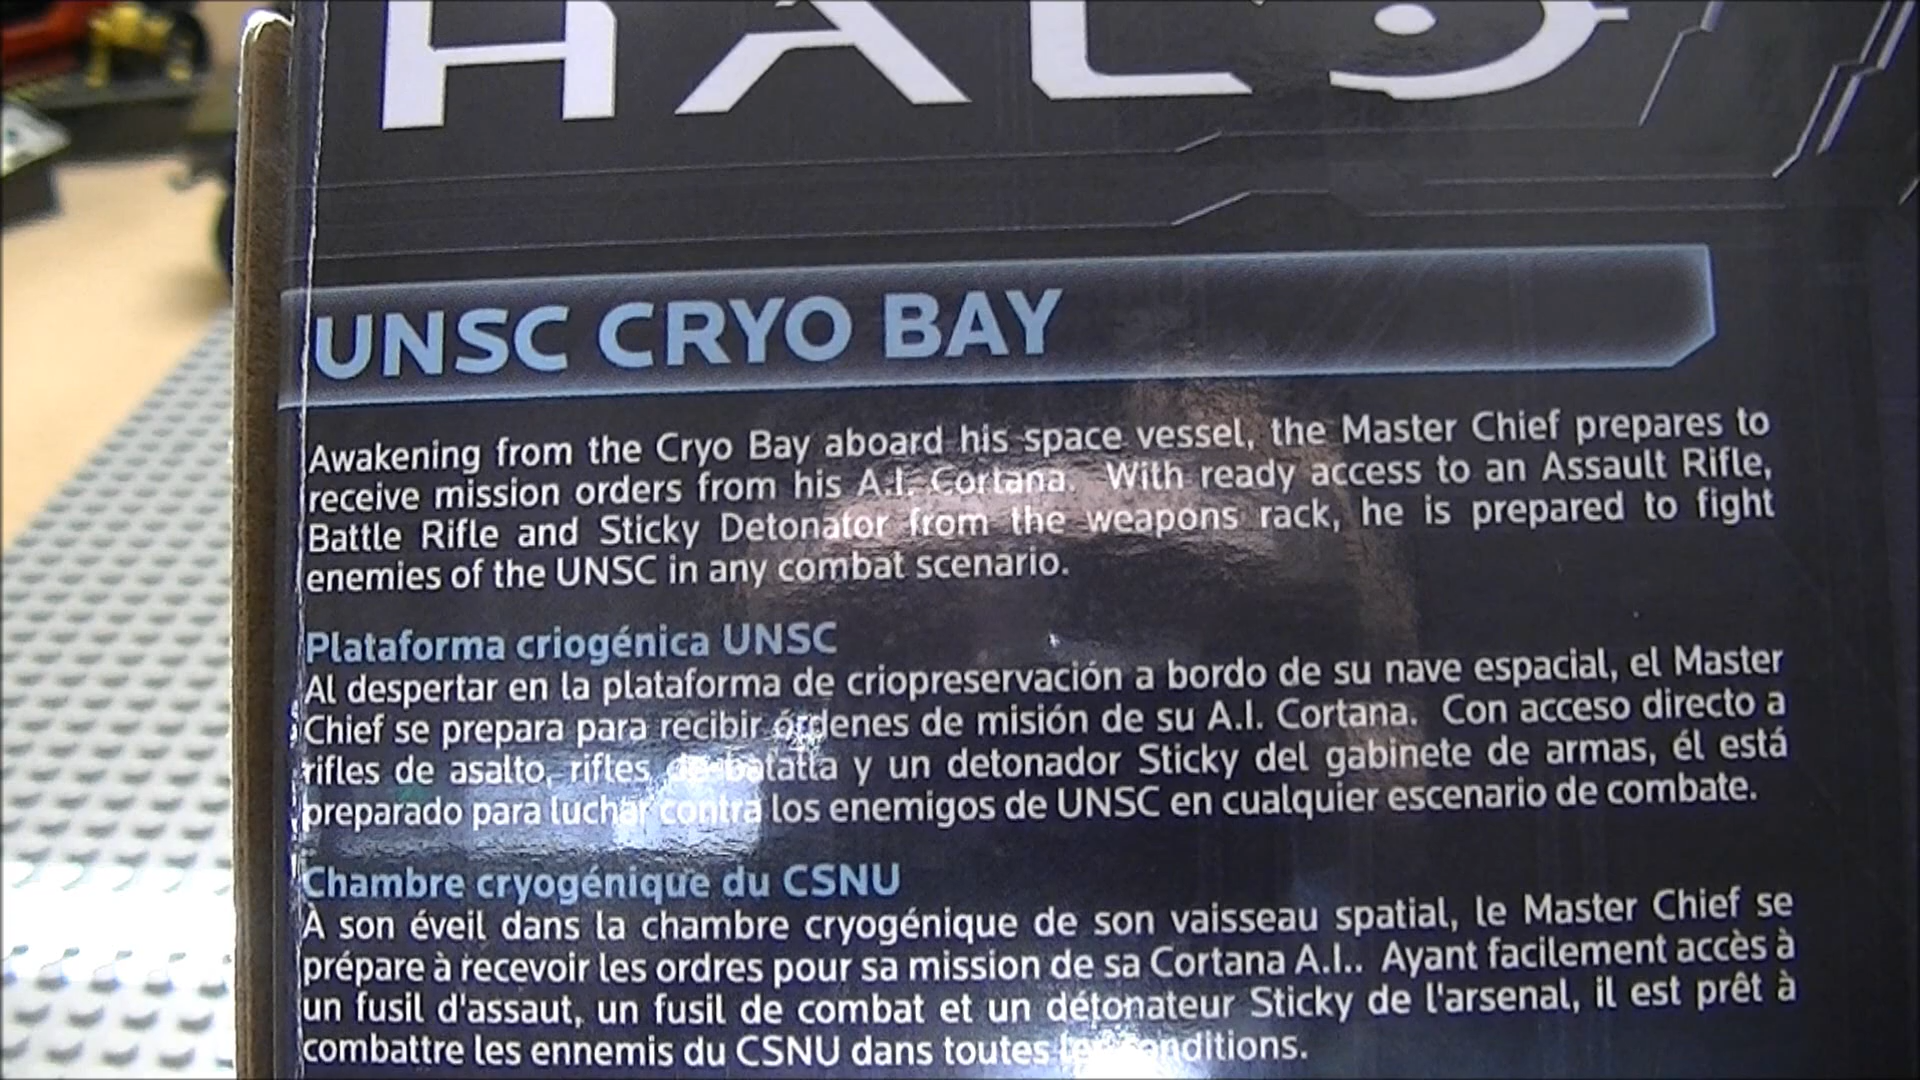 HALO
UNSC CRYO BAY
Awakening from the Cryo Bay aboard his space vessel, the Master Chief prepares to
receive mission orders from his A.I. Cortana. With ready access to an Assault Rifle,
Battle Rifle and Sticky Detonator from the weapons rack, he is prepared to fight
enemies of the UNSC in any combat scenario.
Plataforma criogénica UNSC
Al despertar en la plataforma de criopreservación a bordo de su nave espacial, el Master
Chief se prepara para recibir órdenes de misión de su A.I. Cortana. Con acceso directo a
rifles de asalto, rifles de batalla y un detonador Sticky del gabinete de armas, él está
preparado para luchar contra los enemigos de UNSC en cualquier escenario de combate.
Chambre cryogénique du CSNU
À son éveil dans la chambre cryogénique de son vaisseau spatial, le Master Chief se
prépare à recevoir les ordres pour sa mission de sa Cortana A.I.. Ayant facilement accès à
un fusil d'assaut, un fusil de combat et un détonateur Sticky de l'arsenal, il est prêt à
combattre les ennemis du CSNU dans toutes les conditions.